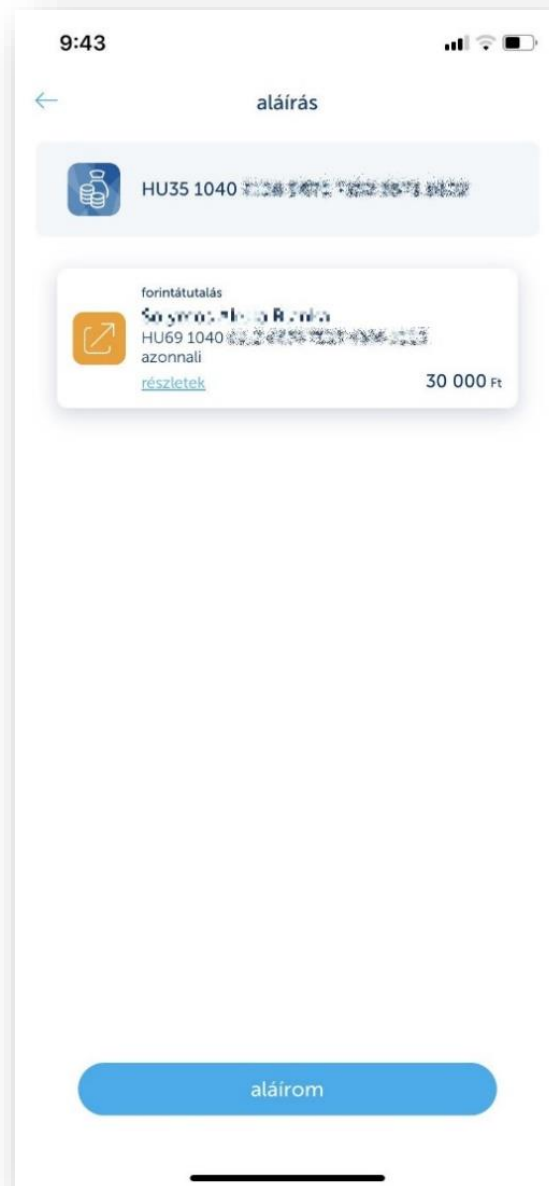 9:43
aláírás
HU35 1040
forintátutalás
HU69 1040
azonnali
részletek
30 000 Ft
aláírom